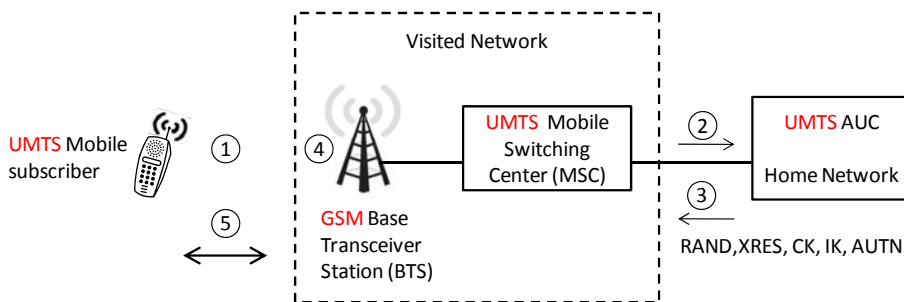 Visited Network
UMTS Mobile
subscriber
1
4
UMTS Mobile
Switching
Center (MSC)
2
UMTS AUC
Home Network
5
GSM Base
Transceiver
Station (BTS)
3
RAND,XRES, CK, IK, AUTN